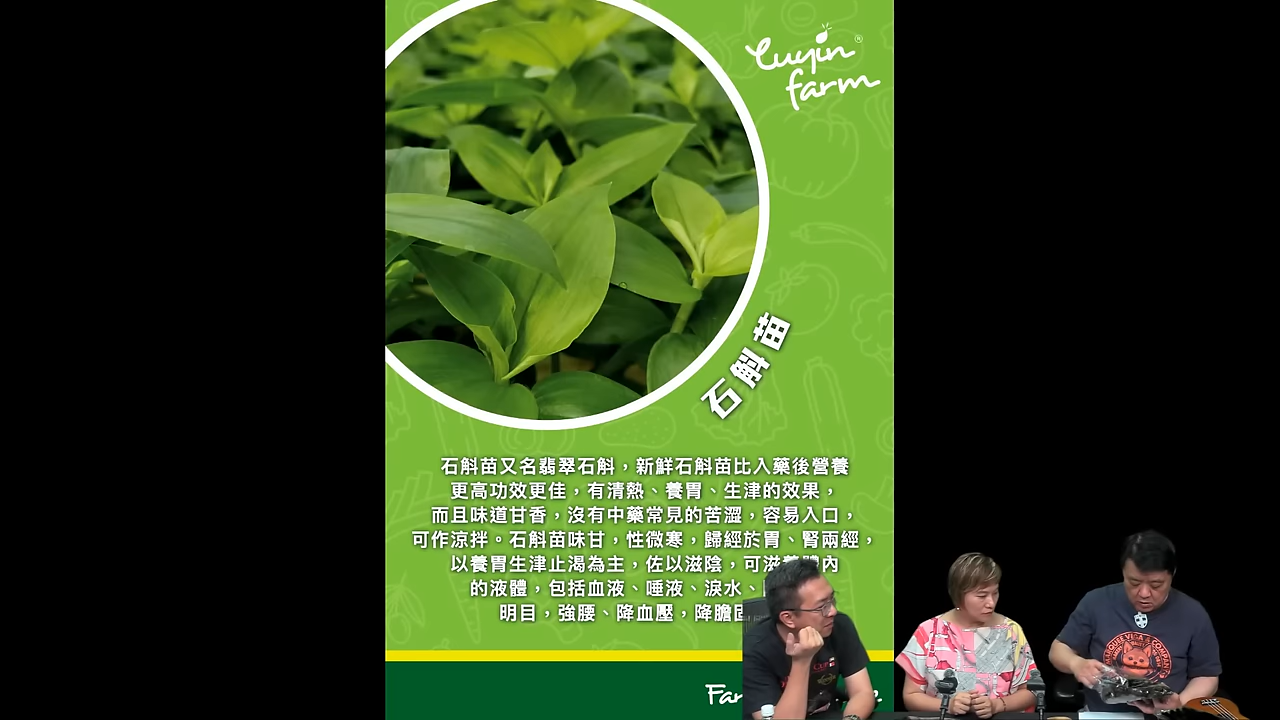 Yuyin
farm
石斛苗
石斛苗又名翡翠石斛，新鮮石斛苗比入藥後營養
更高功效更佳，有清熱、養胃、生津的效果，
而且味道甘香，沒有中藥常見的苦澀，容易入口，
可作涼拌。石斛苗味甘，性微寒，歸經於胃、腎兩經，
以養胃生津止渴為主，佐以滋陰，可滋養體內
的液體，包括血液、唾液、淚水、
明目，強腰、降血壓，降膽固